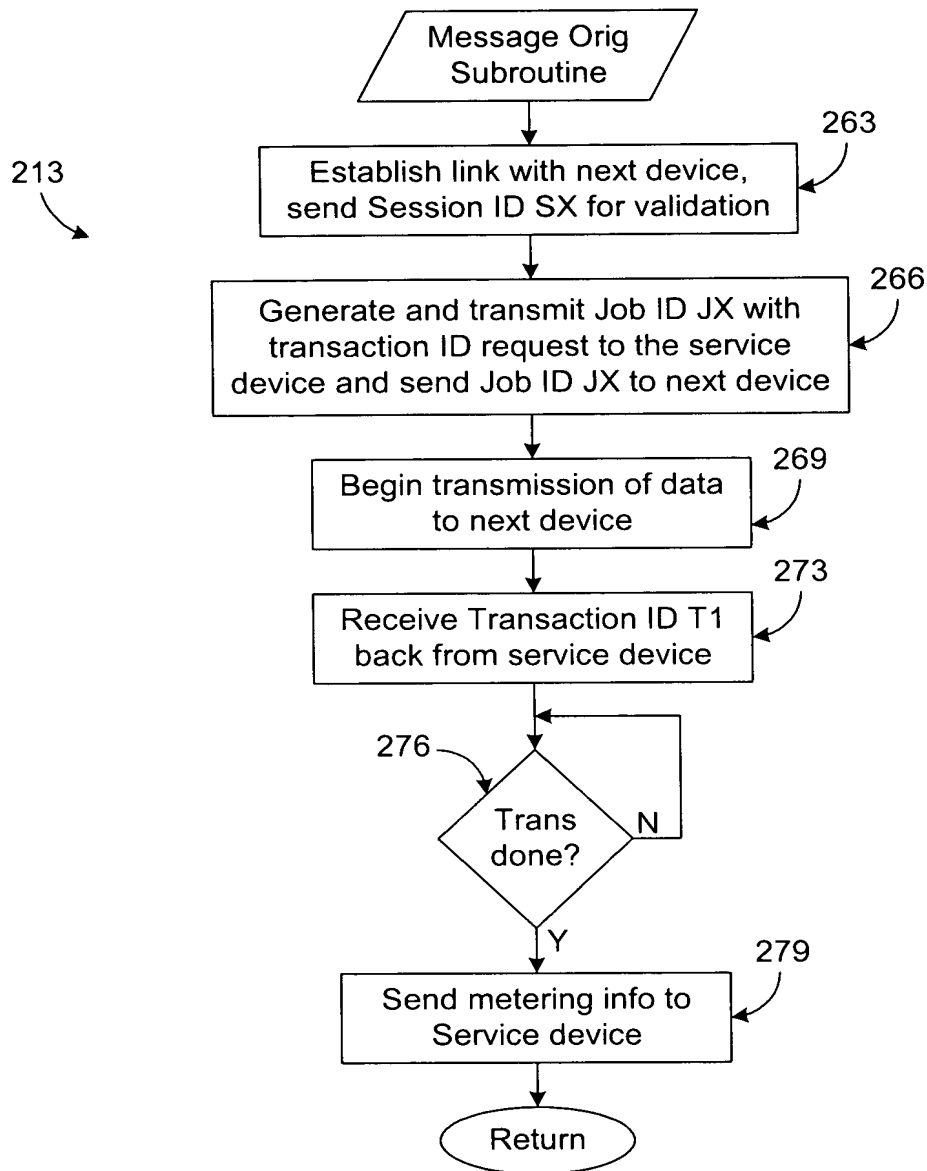 Message Orig
Subroutine
263
213
Establish link with next device,
send Session ID SX for validation
266
Generate and transmit Job ID JX with
transaction ID request to the service
device and send Job ID JX to next device
269
Begin transmission of data
to next device
273
Receive Transaction ID T1
back from service device
276
Trans
done?
N
Y
279
Send metering info to
Service device
Return